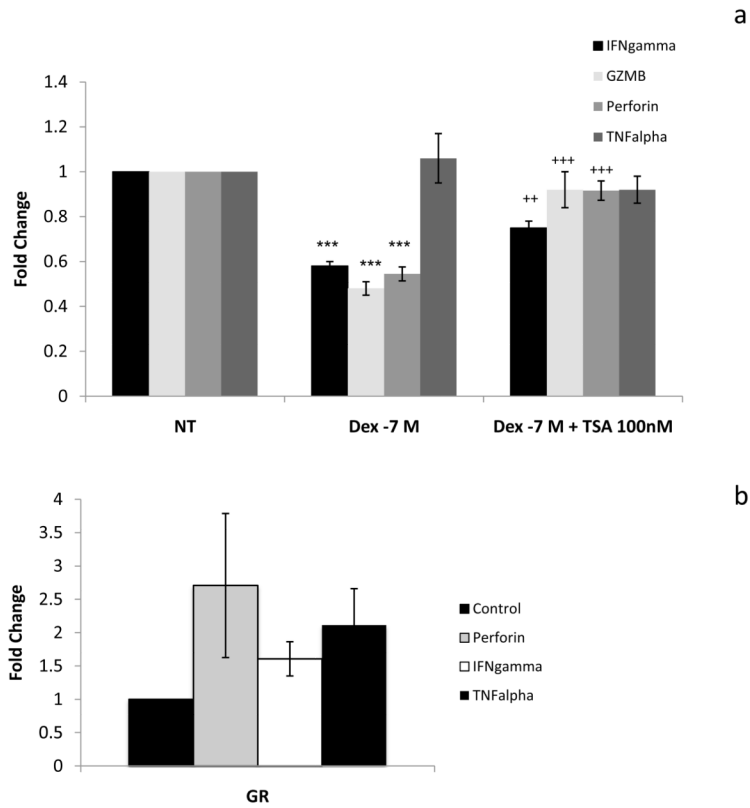 a
IFNgamma
GZMB
Perforin
TNFalpha
1.4
1.2
1
0.8
0.6
0.4
0.2
0
Fold Change
***
***
***
++
+++
+++
NT
Dex -7 M
Dex -7 M + TSA 100nM
b
4
3.5
3
2.5
2
1.5
1
0.5
0
Fold Change
Control
Perforin
IFNgamma
TNFalpha
GR